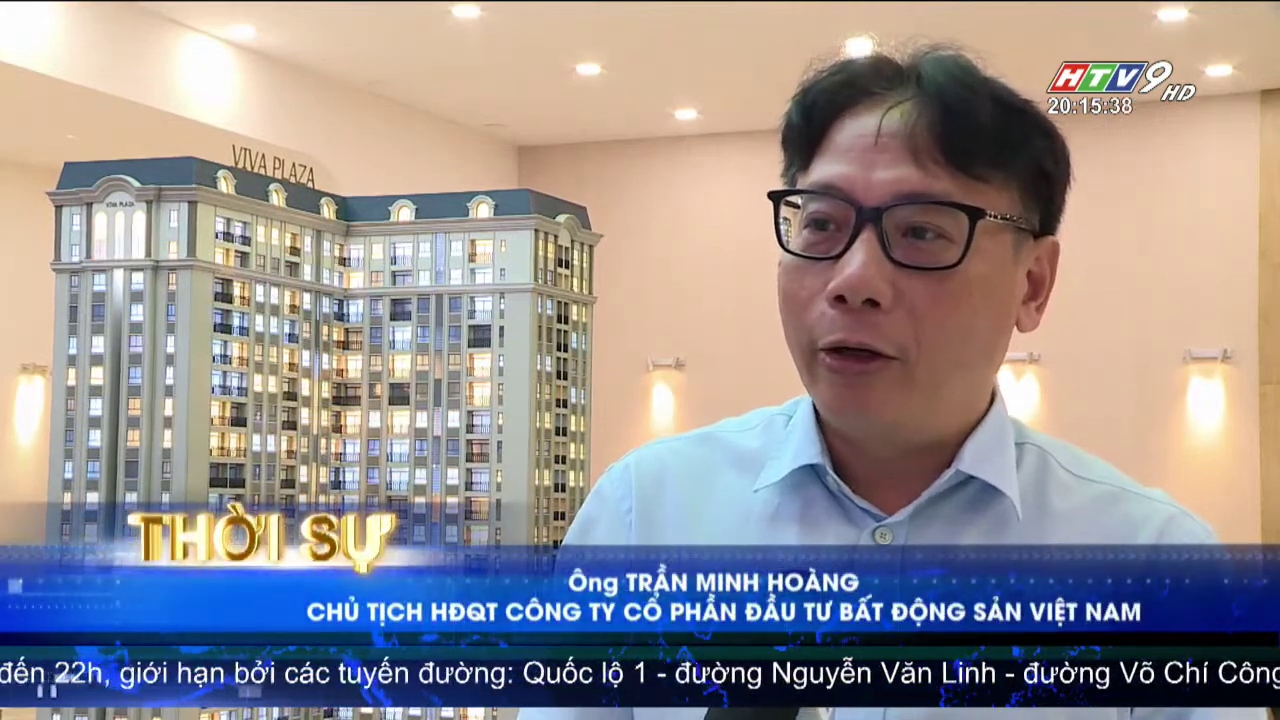 HTV9 HD
20:15:38
VIVA PLAZA
VIVA PLAZA
THỜI SỰ
Ông TRẦN MINH HOÀNG
CHỦ TỊCH HĐQT CÔNG TY CỔ PHẦN ĐẦU TƯ BẤT ĐỘNG SẢN VIỆT NAM
đến 22h, giới hạn bởi các tuyến đường: Quốc lộ 1 - đường Nguyễn Văn Linh - đường Võ Chí Công